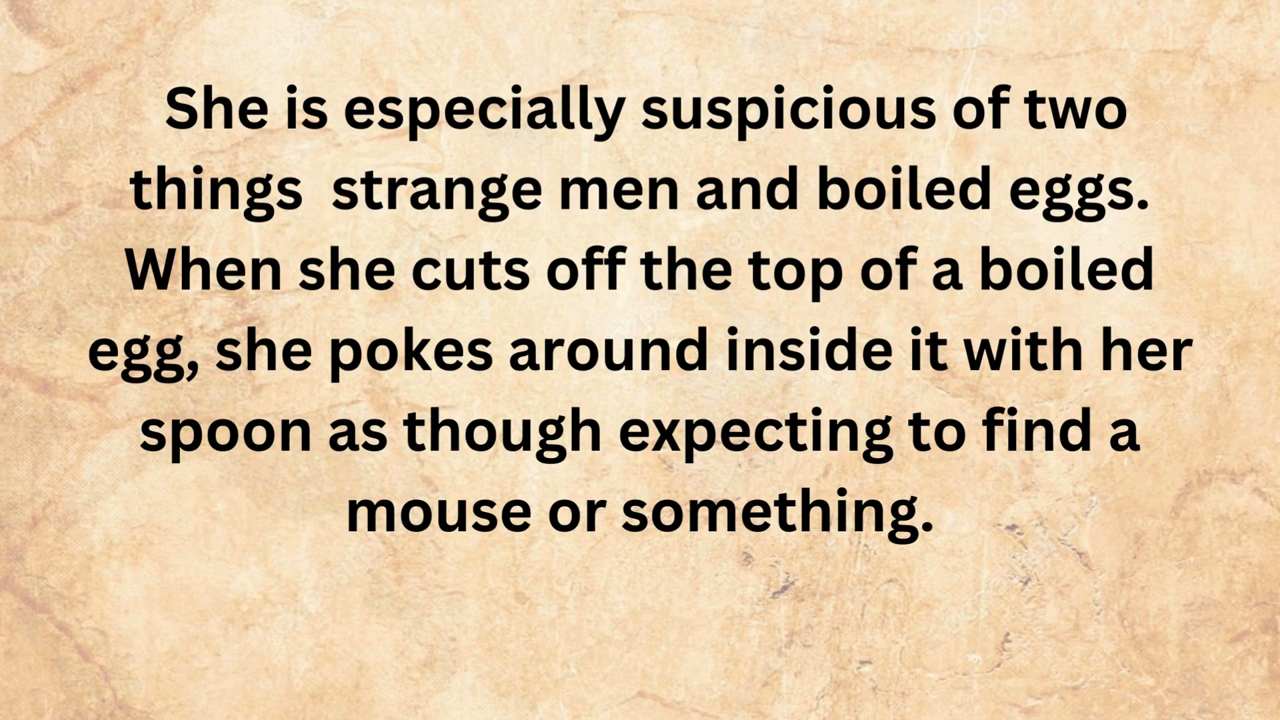 She is especially suspicious of two
things  strange men and boiled eggs.
When she cuts off the top of a boiled
egg, she pokes around inside it with her
spoon as though expecting to find a
mouse or something.